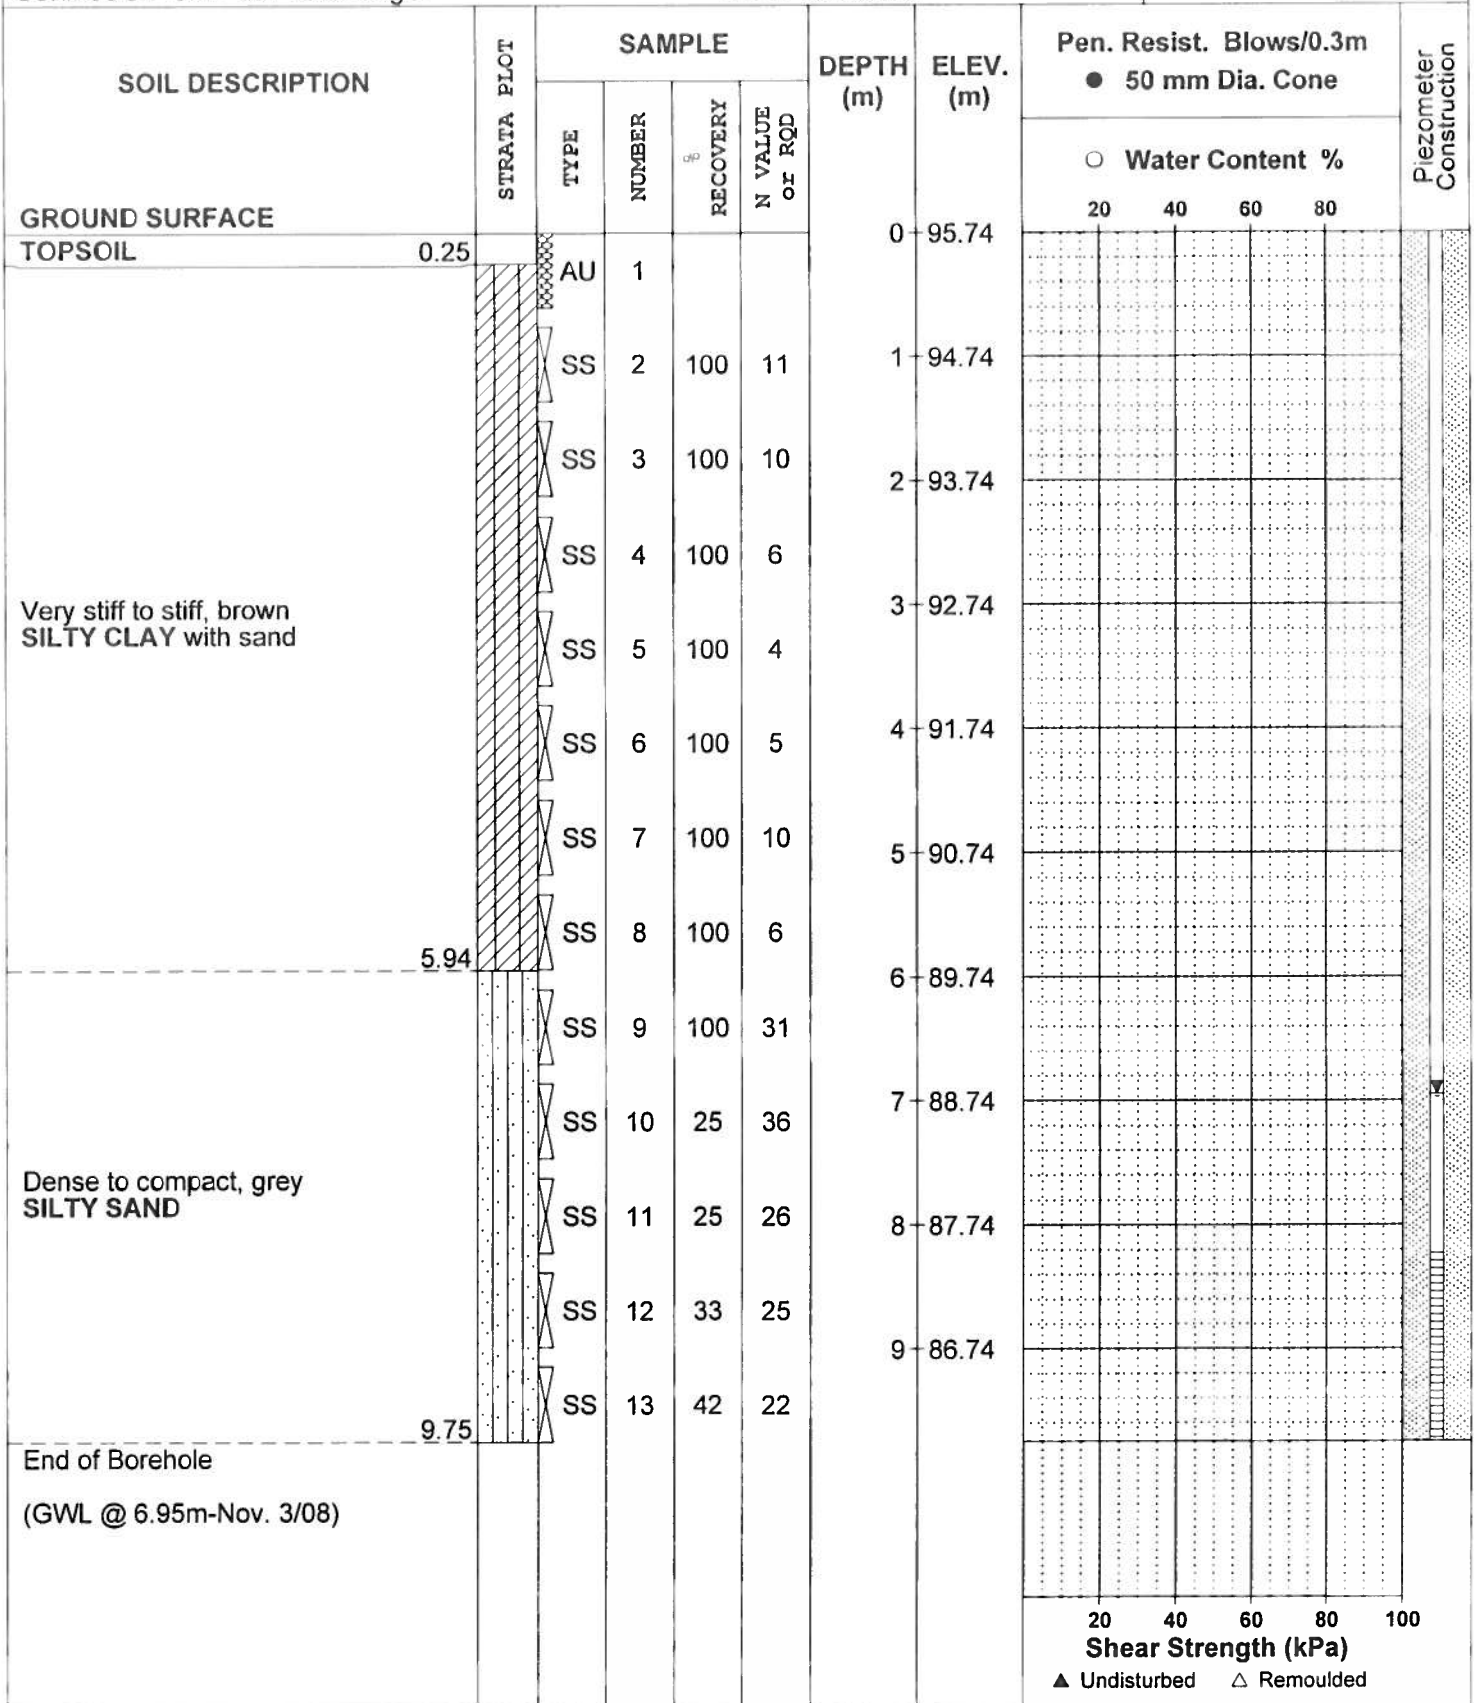 SOIL DESCRIPTION
GROUND SURFACE
STRATA PLOT
SAMPLE
TYPE
NUMBER
% RECOVERY
N VALUE or RQD
DEPTH (m)
ELEV. (m)
Pen. Resist. Blows/0.3m
● 50 mm Dia. Cone
○ Water Content %
20 40 60 80
Piezometer Construction
0 95.74
TOPSOIL 0.25
AU 1
SS 2 100 11
1 94.74
SS 3 100 10
2 93.74
SS 4 100 6
3 92.74
Very stiff to stiff, brown
SILTY CLAY with sand
SS 5 100 4
4 91.74
SS 6 100 5
SS 7 100 10
5 90.74
SS 8 100 6
5.94
6 89.74
SS 9 100 31
7 88.74
SS 10 25 36
Dense to compact, grey
SILTY SAND
SS 11 25 26
8 87.74
SS 12 33 25
9 86.74
SS 13 42 22
9.75
End of Borehole
(GWL @ 6.95m-Nov. 3/08)
20 40 60 80 100
Shear Strength (kPa)
▲ Undisturbed △ Remoulded